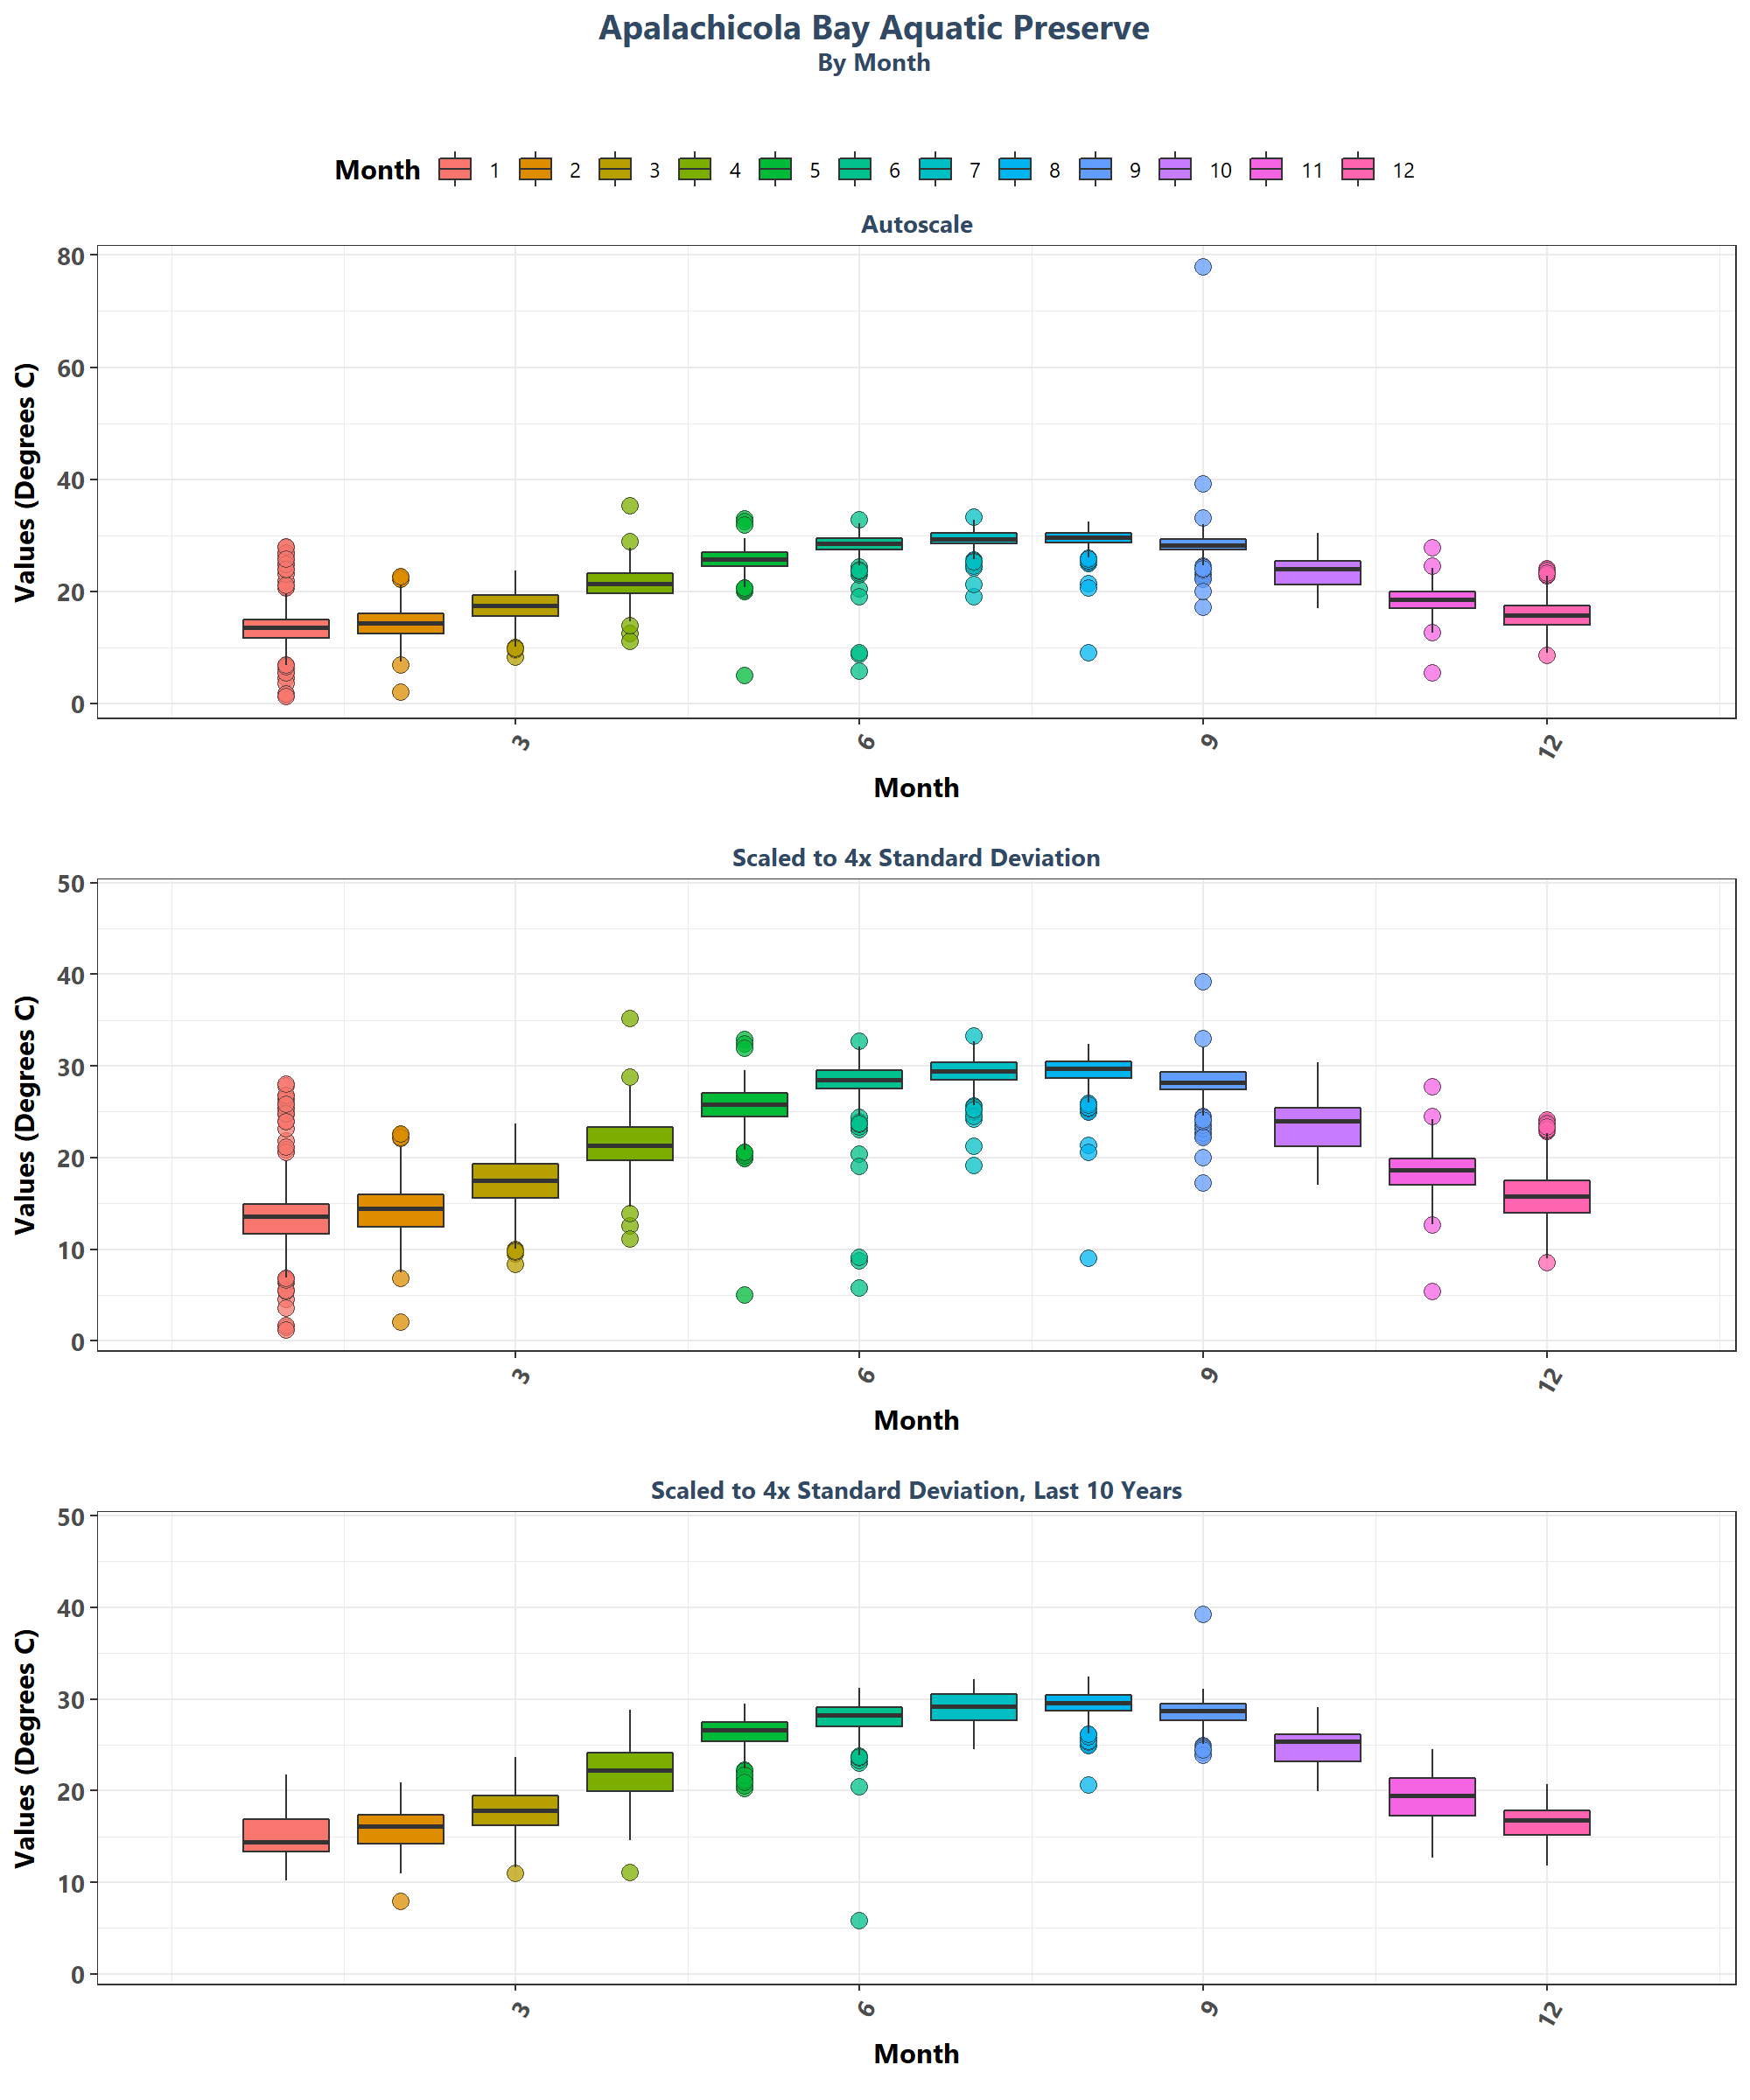 Apalachicola Bay Aquatic Preserve
By Month
Month 1 2 3 4 5 6 7 8 9 10 11 12
Autoscale
Values (Degrees C)
80
60
40
20
0
3 6 9 12
Month
Scaled to 4x Standard Deviation
Values (Degrees C)
50
40
30
20
10
0
3 6 9 12
Month
Scaled to 4x Standard Deviation, Last 10 Years
Values (Degrees C)
50
40
30
20
10
0
3 6 9 12
Month